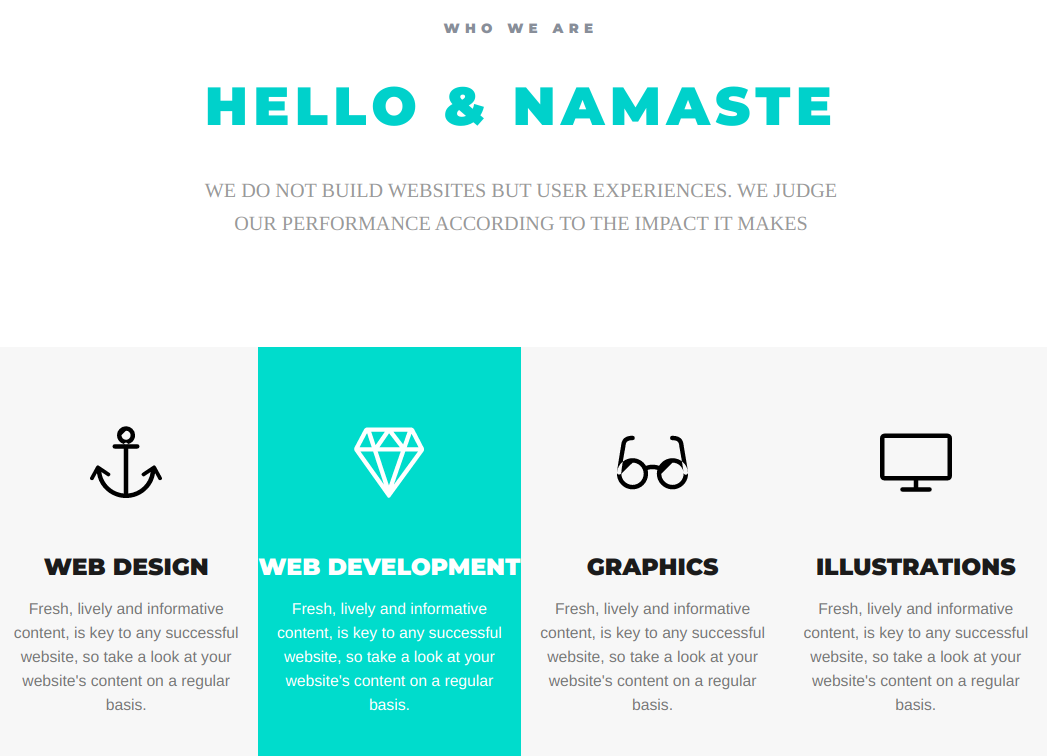 WHO WE ARE
HELLO & NAMASTE
WE DO NOT BUILD WEBSITES BUT USER EXPERIENCES. WE JUDGE
OUR PERFORMANCE ACCORDING TO THE IMPACT IT MAKES
WEB DESIGN
Fresh, lively and informative
content, is key to any successful
website, so take a look at your
website's content on a regular
basis.
WEB DEVELOPMENT
Fresh, lively and informative
content, is key to any successful
website, so take a look at your
website's content on a regular
basis.
GRAPHICS
Fresh, lively and informative
content, is key to any successful
website, so take a look at your
website's content on a regular
basis.
ILLUSTRATIONS
Fresh, lively and informative
content, is key to any successful
website, so take a look at your
website's content on a regular
basis.